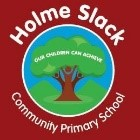 Holme Slack
OUR CHILDREN CAN ACHIEVE
Community Primary School